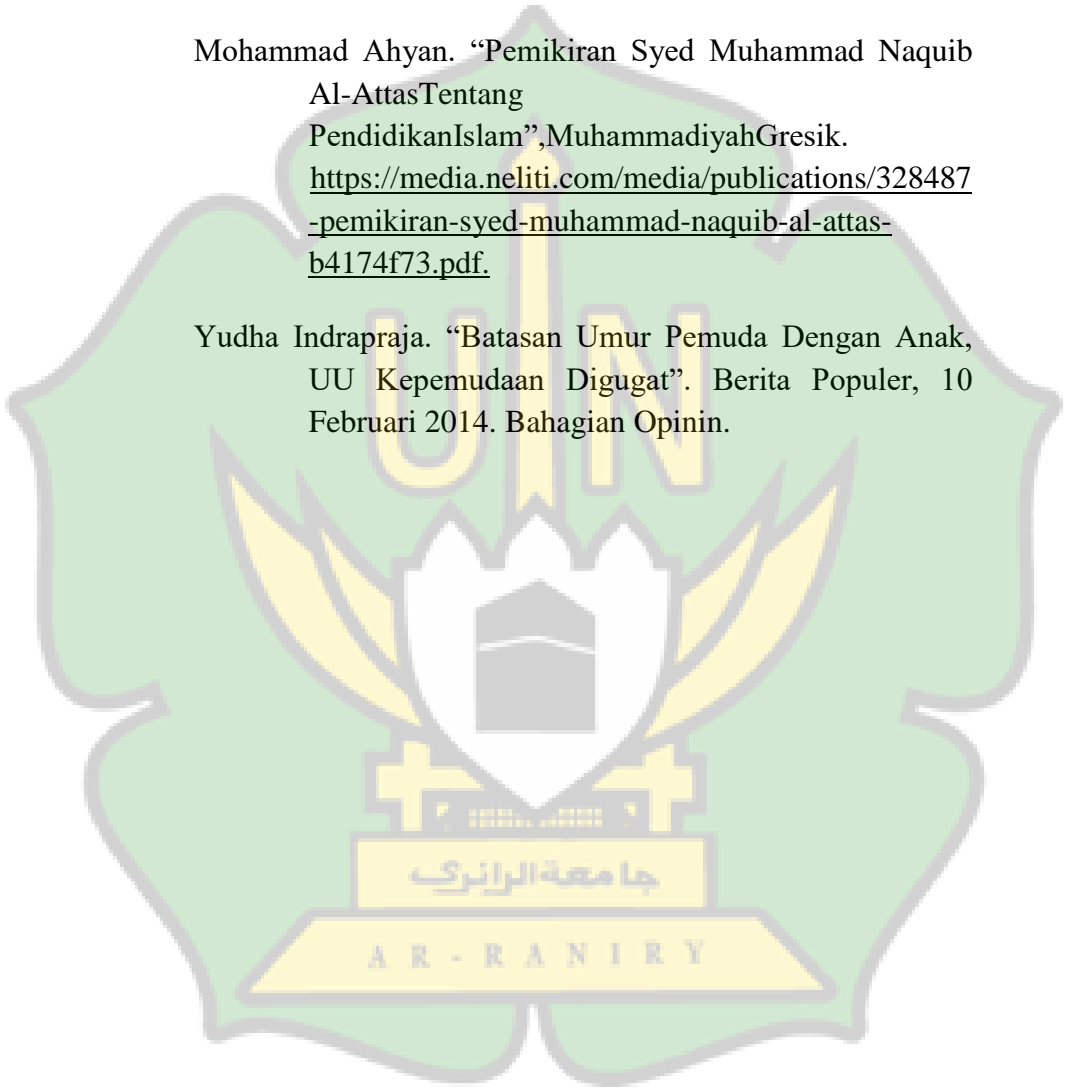 Mohammad Ahyan. “Pemikiran Syed Muhammad Naquib
Al-AttasTentang
PendidikanIslam”,MuhammadiyahGresik.
https://media.neliti.com/media/publications/328487
-pemikiran-syed-muhammad-naquib-al-attas-
b4174f73.pdf.
Yudha Indrapraja. “Batasan Umur Pemuda Dengan Anak,
UU Kepemudaan Digugat”. Berita Populer, 10
Februari 2014. Bahagian Opinin.
UIN
جامعةالرانرك
AR-RANIRY